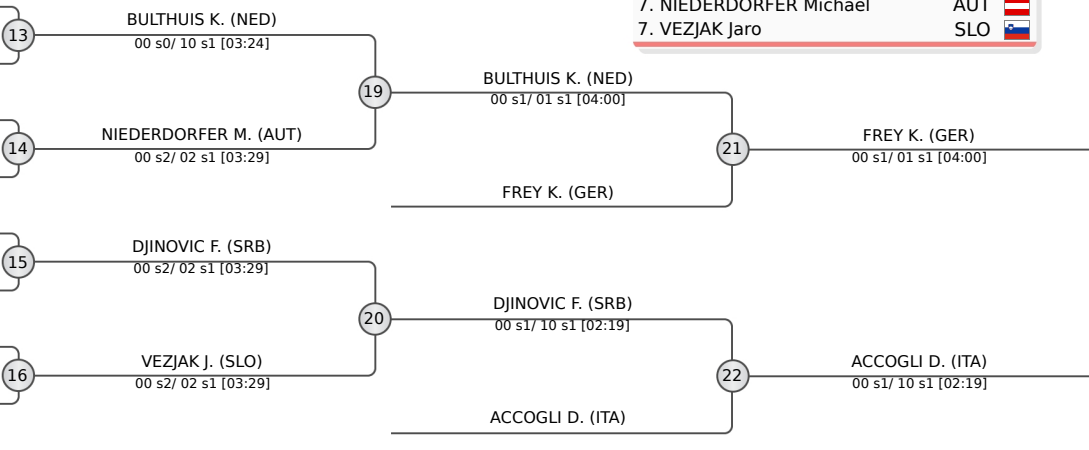 7. NIEDERDORFER Michael AUT
7. VEZJAK Jaro SLO
13
BULTHUIS K. (NED)
00 s0/ 10 s1 [03:24]
19
BULTHUIS K. (NED)
00 s1/ 01 s1 [04:00]
14
NIEDERDORFER M. (AUT)
00 s2/ 02 s1 [03:29]
21
FREY K. (GER)
00 s1/ 01 s1 [04:00]
FREY K. (GER)
15
DJINOVIC F. (SRB)
00 s2/ 02 s1 [03:29]
20
DJINOVIC F. (SRB)
00 s1/ 10 s1 [02:19]
16
VEZJAK J. (SLO)
00 s2/ 02 s1 [03:29]
22
ACCOGLI D. (ITA)
00 s1/ 10 s1 [02:19]
ACCOGLI D. (ITA)